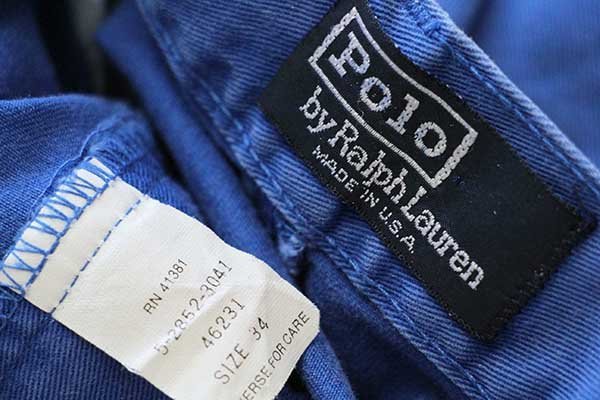 Polo
by Ralph Lauren
MADE IN U.S.A.
RN 41381
5-2852-3041
46231
SIZE 34
ERSE FOR CARE